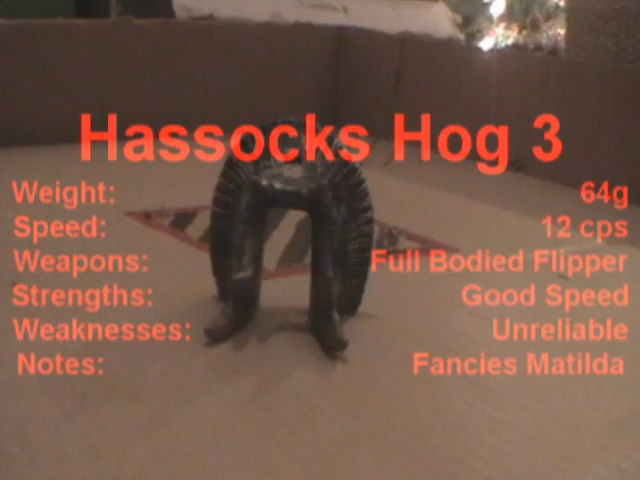 Hassocks Hog 3
Weight: 64g
Speed: 12 cps
Weapons: Full Bodied Flipper
Strengths: Good Speed
Weaknesses: Unreliable
Notes: Fancies Matilda